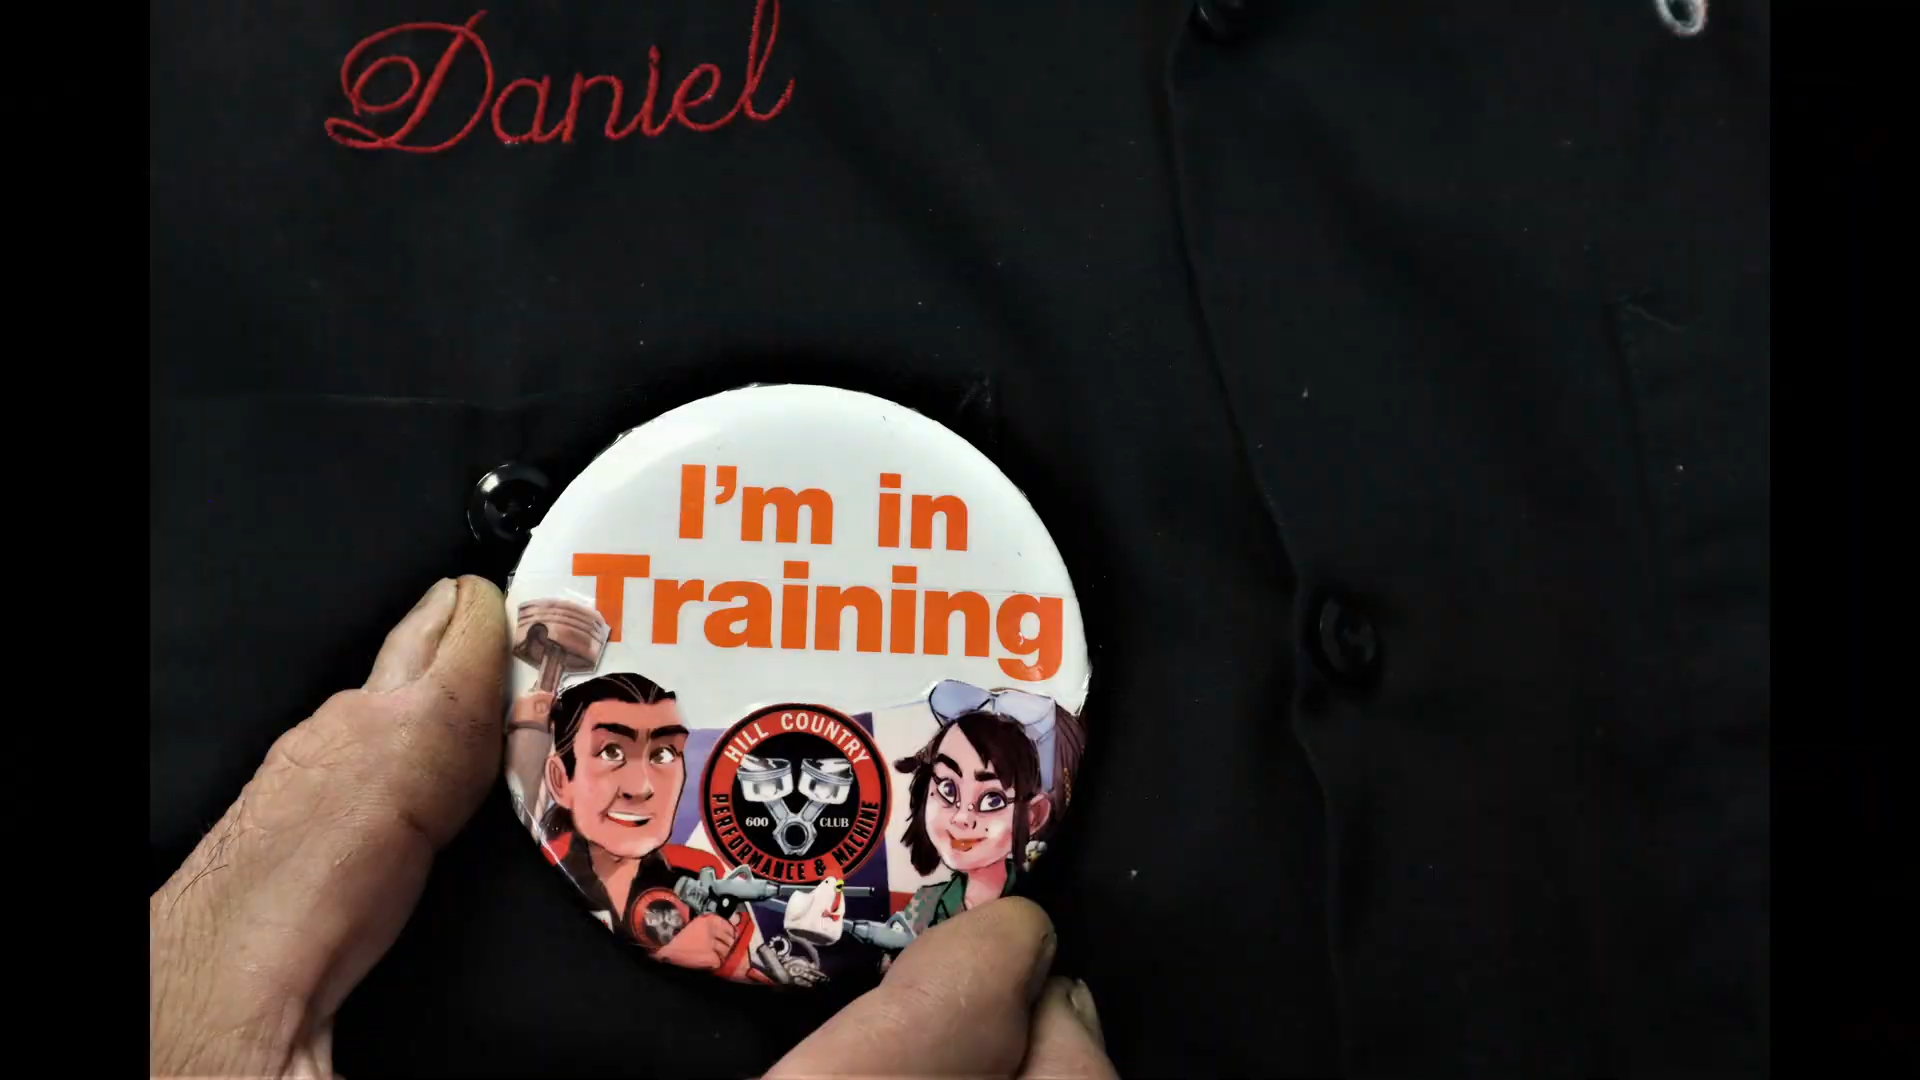 Daniel
I'm in
Training
HILL COUNTRY
600 CLUB
PERFORMANCE & MACHINE